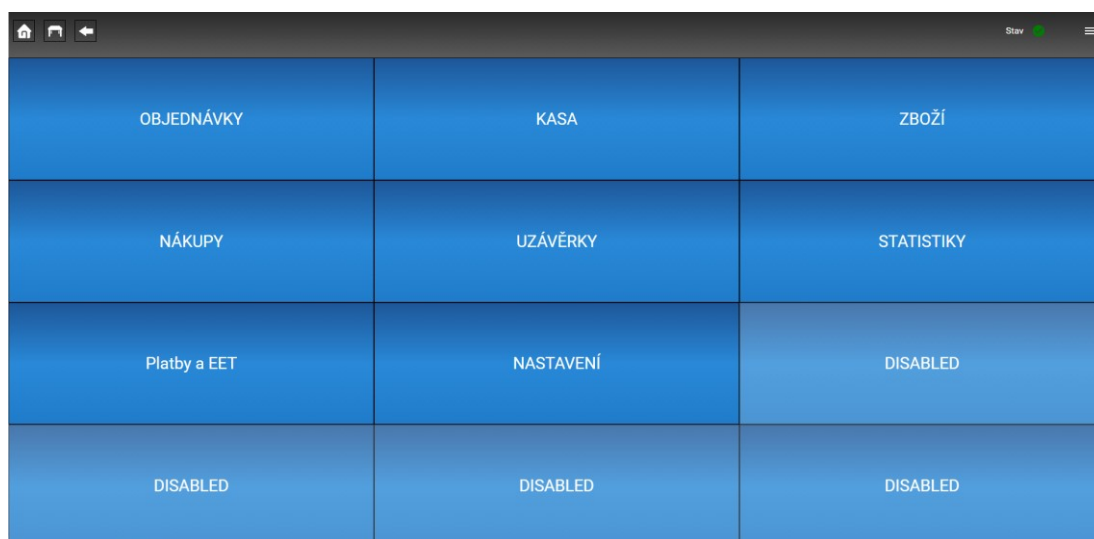 Stav
OBJEDNÁVKY KASA ZBOŽÍ
NÁKUPY UZÁVĚRKY STATISTIKY
Platby a EET NASTAVENÍ DISABLED
DISABLED DISABLED DISABLED